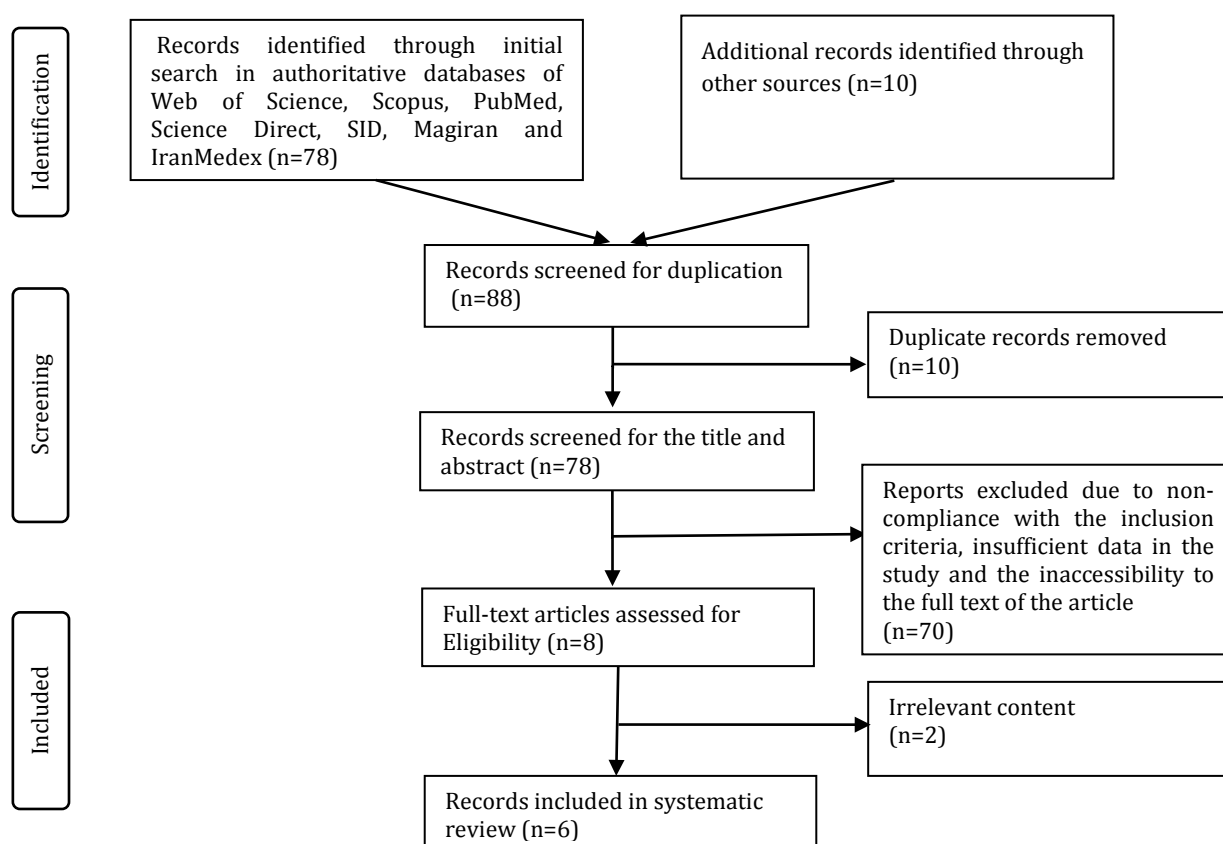 Identification
Records identified through initial
search in authoritative databases of
Web of Science, Scopus, PubMed,
Science Direct, SID, Magiran and
IranMedex (n=78)
Additional records identified through
other sources (n=10)
Records screened for duplication
(n=88)
Screening
Duplicate records removed
(n=10)
Records screened for the title and
abstract (n=78)
Reports excluded due to non-
compliance with the inclusion
criteria, insufficient data in the
study and the inaccessibility to
the full text of the article
(n=70)
Full-text articles assessed for
Eligibility (n=8)
Included
Irrelevant content
(n=2)
Records included in systematic
review (n=6)